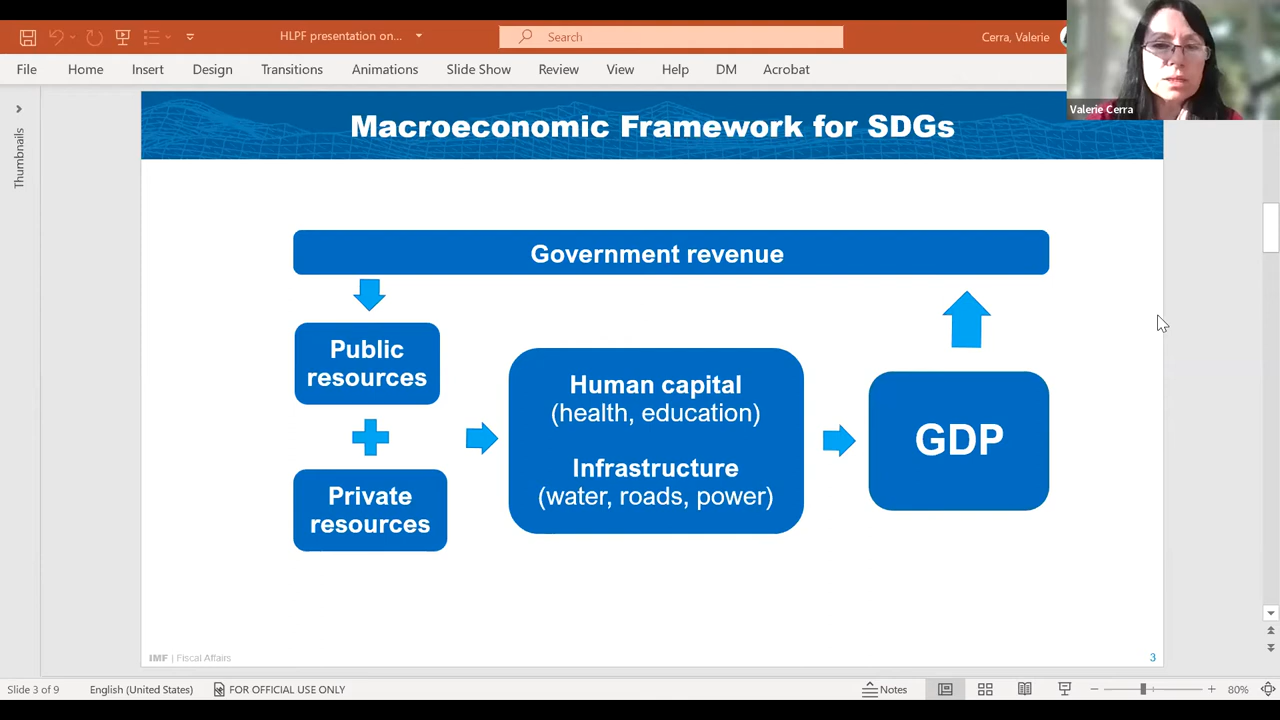 HLPF presentation on...
Search
Cerra, Valerie
File Home Insert Design Transitions Animations Slide Show Review View Help DM Acrobat
Valerie Cerra
Thumbnails
Macroeconomic Framework for SDGs
Government revenue
Public
resources
Private
resources
Human capital
(health, education)
Infrastructure
(water, roads, power)
GDP
IMF | Fiscal Affairs
3
Slide 3 of 9 English (United States) FOR OFFICIAL USE ONLY Notes 80%